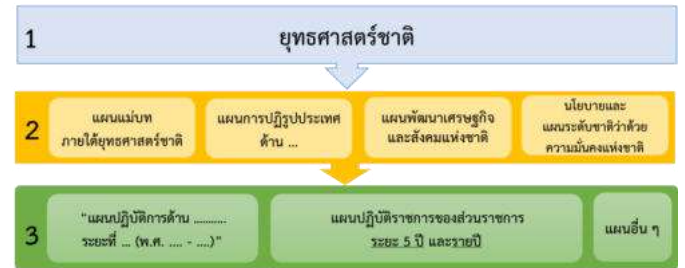 1
ยุทธศาสตร์ชาติ
2
แผนแม่บท
ภายใต้ยุทธศาสตร์ชาติ
แผนการปฏิรูปประเทศ
ด้าน ...
แผนพัฒนาเศรษฐกิจ
และสังคมแห่งชาติ
นโยบายและ
แผนระดับชาติว่าด้วย
ความมั่นคงแห่งชาติ
3
"แผนปฏิบัติการด้าน ..........
ระยะที่ ... (พ.ศ. .... - ....)"
แผนปฏิบัติราชการของส่วนราชการ
ระยะ 5 ปี และรายปี
แผนอื่น ๆ